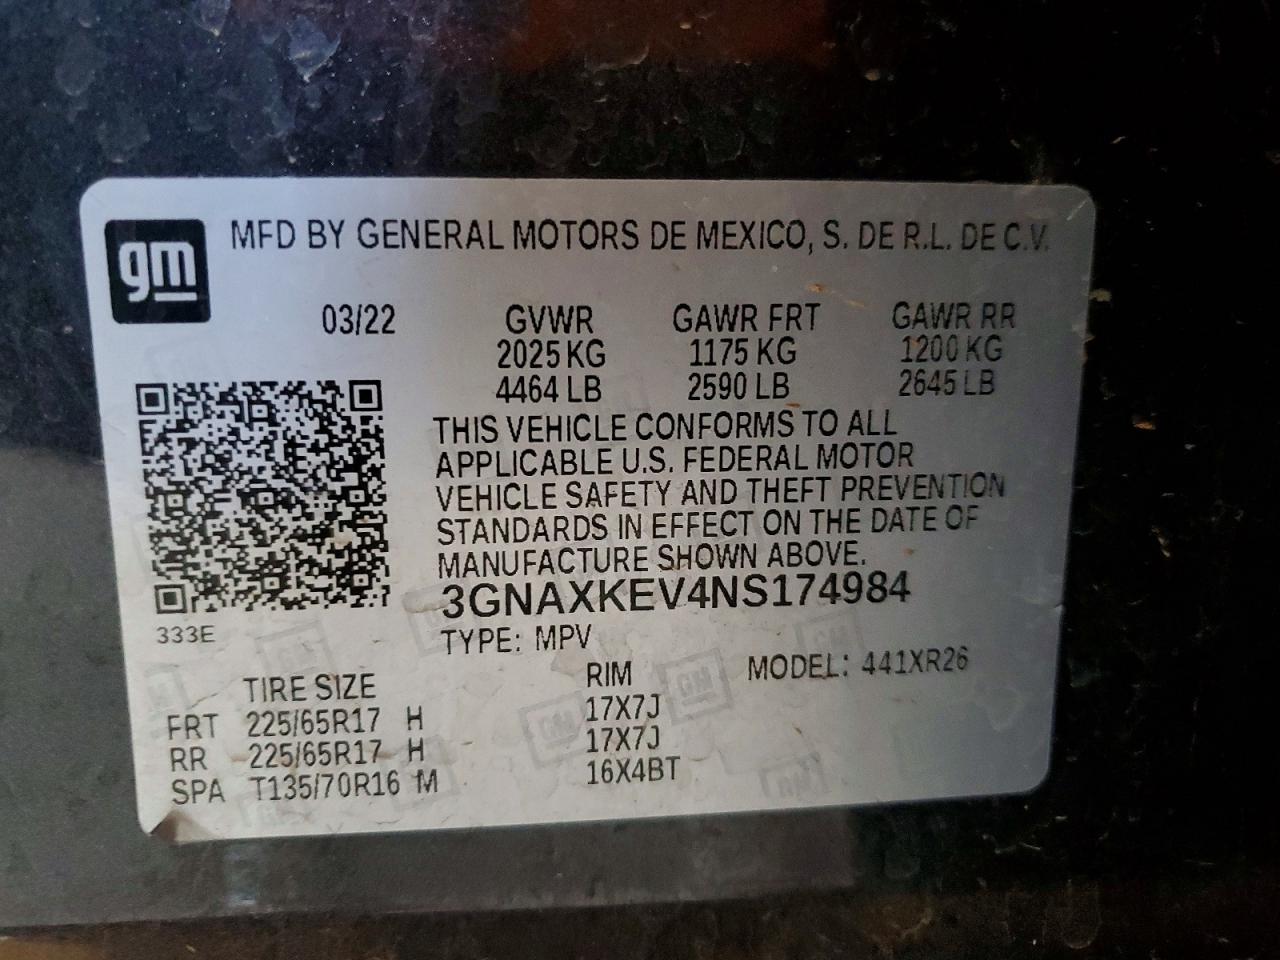 gm
MFD BY GENERAL MOTORS DE MEXICO, S. DE R.L. DE C.V.
03/22 GVWR GAWR FRT GAWR RR
2025 KG 1175 KG 1200 KG
4464 LB 2590 LB 2645 LB
THIS VEHICLE CONFORMS TO ALL
APPLICABLE U.S. FEDERAL MOTOR
VEHICLE SAFETY AND THEFT PREVENTION
STANDARDS IN EFFECT ON THE DATE OF
MANUFACTURE SHOWN ABOVE.
3GNAXKEV4NS174984
333E
TYPE: MPV
MODEL: 441XR26
TIRE SIZE RIM
FRT 225/65R17 H 17X7J
RR 225/65R17 H 17X7J
SPA T135/70R16 M 16X4BT